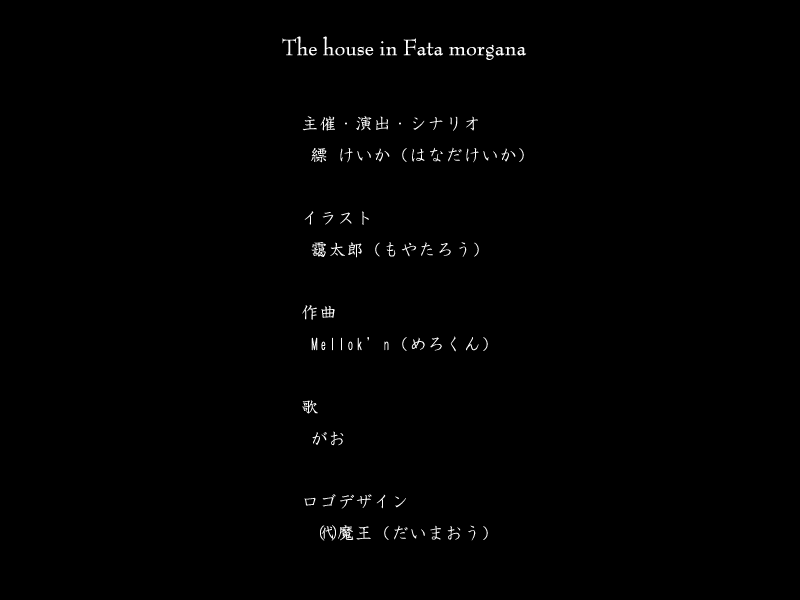 The house in Fata morgana
主催・演出・シナリオ
縹 けいか（はなだけいか）
イラスト
靄太郎（もやたろう）
作曲
Mellok'n（めろくん）
歌
がお
ロゴデザイン
㈹魔王（だいまおう）